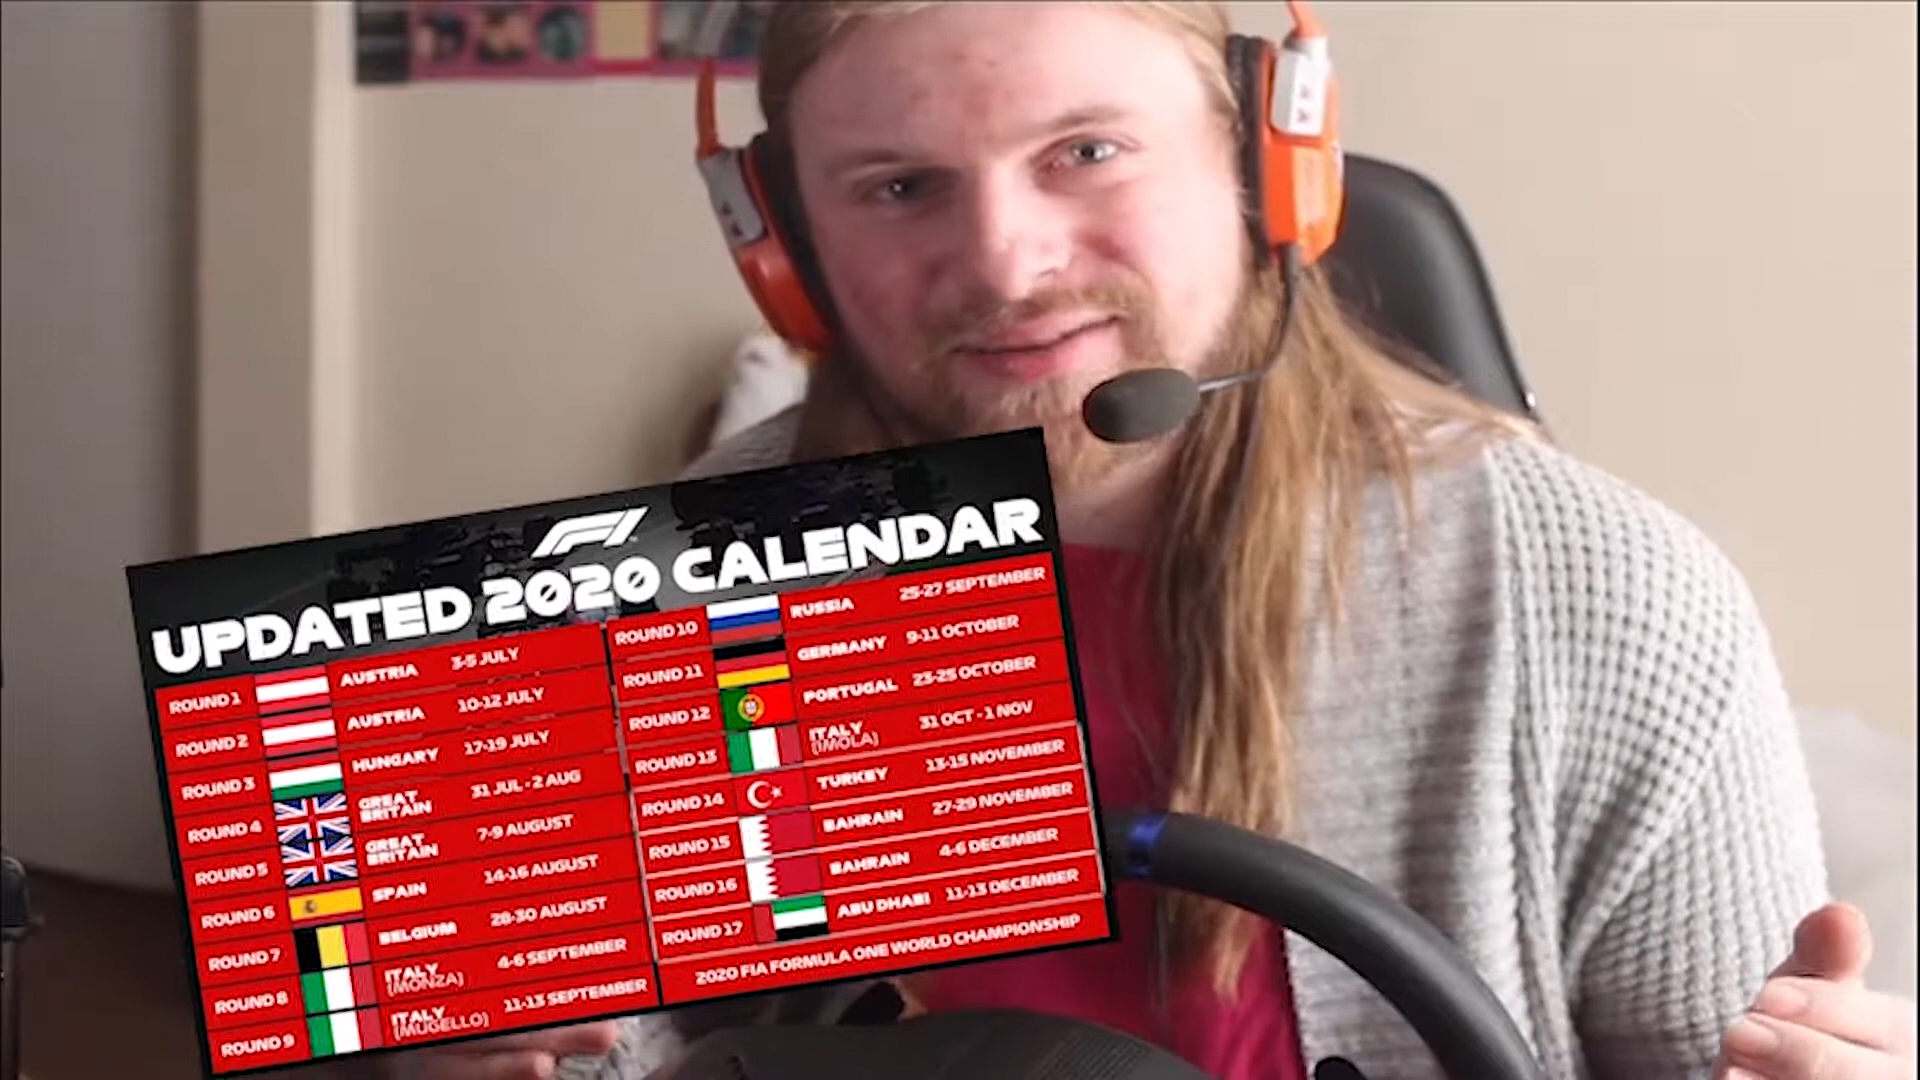 F1
UPDATED 2020 CALENDAR
ROUND 1 AUSTRIA 3-5 JULY
ROUND 2 AUSTRIA 10-12 JULY
ROUND 3 HUNGARY 17-19 JULY
ROUND 4 GREAT BRITAIN 31 JUL - 2 AUG
ROUND 5 GREAT BRITAIN 7-9 AUGUST
ROUND 6 SPAIN 14-16 AUGUST
ROUND 7 BELGIUM 28-30 AUGUST
ROUND 8 ITALY (MONZA) 4-6 SEPTEMBER
ROUND 9 ITALY (MUGELLO) 11-13 SEPTEMBER
ROUND 10 RUSSIA 25-27 SEPTEMBER
ROUND 11 GERMANY 9-11 OCTOBER
ROUND 12 PORTUGAL 23-25 OCTOBER
ROUND 13 ITALY (IMOLA) 31 OCT - 1 NOV
ROUND 14 TURKEY 13-15 NOVEMBER
ROUND 15 BAHRAIN 27-29 NOVEMBER
ROUND 16 BAHRAIN 4-6 DECEMBER
ROUND 17 ABU DHABI 11-13 DECEMBER
2020 FIA FORMULA ONE WORLD CHAMPIONSHIP